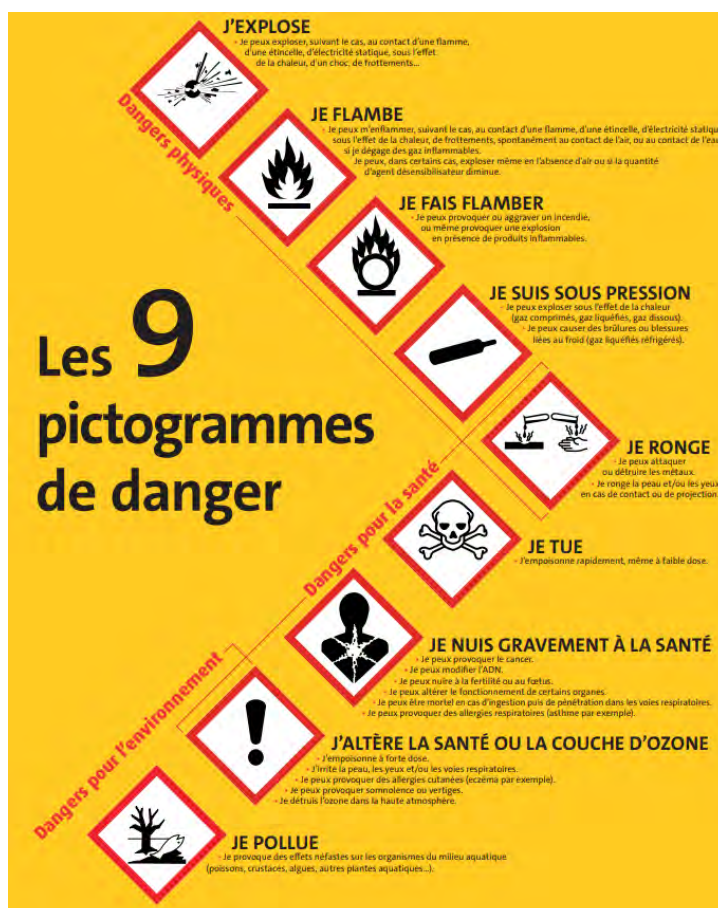 J'EXPLOSE
· Je peux exploser, suivant le cas, au contact d'une flamme,
d'une étincelle, d'électricité statique, sous l'effet
de la chaleur, d'un choc, de frottements...
Dangers physiques
JE FLAMBE
· Je peux m'enflammer, suivant le cas, au contact d'une flamme, d'une étincelle, d'électricité statique
sous l'effet de la chaleur, de frottements, spontanément au contact de l'air, ou au contact de l'eau
si je dégage des gaz inflammables.
Je peux, dans certains cas, exploser même en l'absence d'air ou si la quantité
d'agent désensibilisateur diminue.
JE FAIS FLAMBER
· Je peux provoquer ou aggraver un incendie,
ou même provoquer une explosion
en présence de produits inflammables.
JE SUIS SOUS PRESSION
· Je peux exploser sous l'effet de la chaleur
(gaz comprimés, gaz liquéfiés, gaz dissous).
· Je peux causer des brûlures ou blessures
liées au froid (gaz liquéfiés réfrigérés).
Les 9
pictogrammes
de danger
JE RONGE
· Je peux attaquer
ou détruire les métaux.
· Je ronge la peau et/ou les yeux
en cas de contact ou de projection.
Dangers pour la santé
JE TUE
· J'empoisonne rapidement, même à faible dose.
JE NUIS GRAVEMENT À LA SANTÉ
· Je peux provoquer le cancer.
· Je peux modifier l'ADN.
· Je peux nuire à la fertilité ou au fœtus.
· Je peux altérer le fonctionnement de certains organes.
· Je peux être mortel en cas d'ingestion puis de pénétration dans les voies respiratoires.
· Je peux provoquer des allergies respiratoires (asthme par exemple).
Dangers pour l'environnement
J'ALTÈRE LA SANTÉ OU LA COUCHE D'OZONE
· J'empoisonne à forte dose.
· J'irrite la peau, les yeux et/ou les voies respiratoires.
· Je peux provoquer des allergies cutanées (eczéma par exemple).
· Je peux provoquer somnolence ou vertiges.
· Je détruis l'ozone dans la haute atmosphère.
JE POLLUE
· Je provoque des effets néfastes sur les organismes du milieu aquatique
(poissons, crustacés, algues, autres plantes aquatiques...).